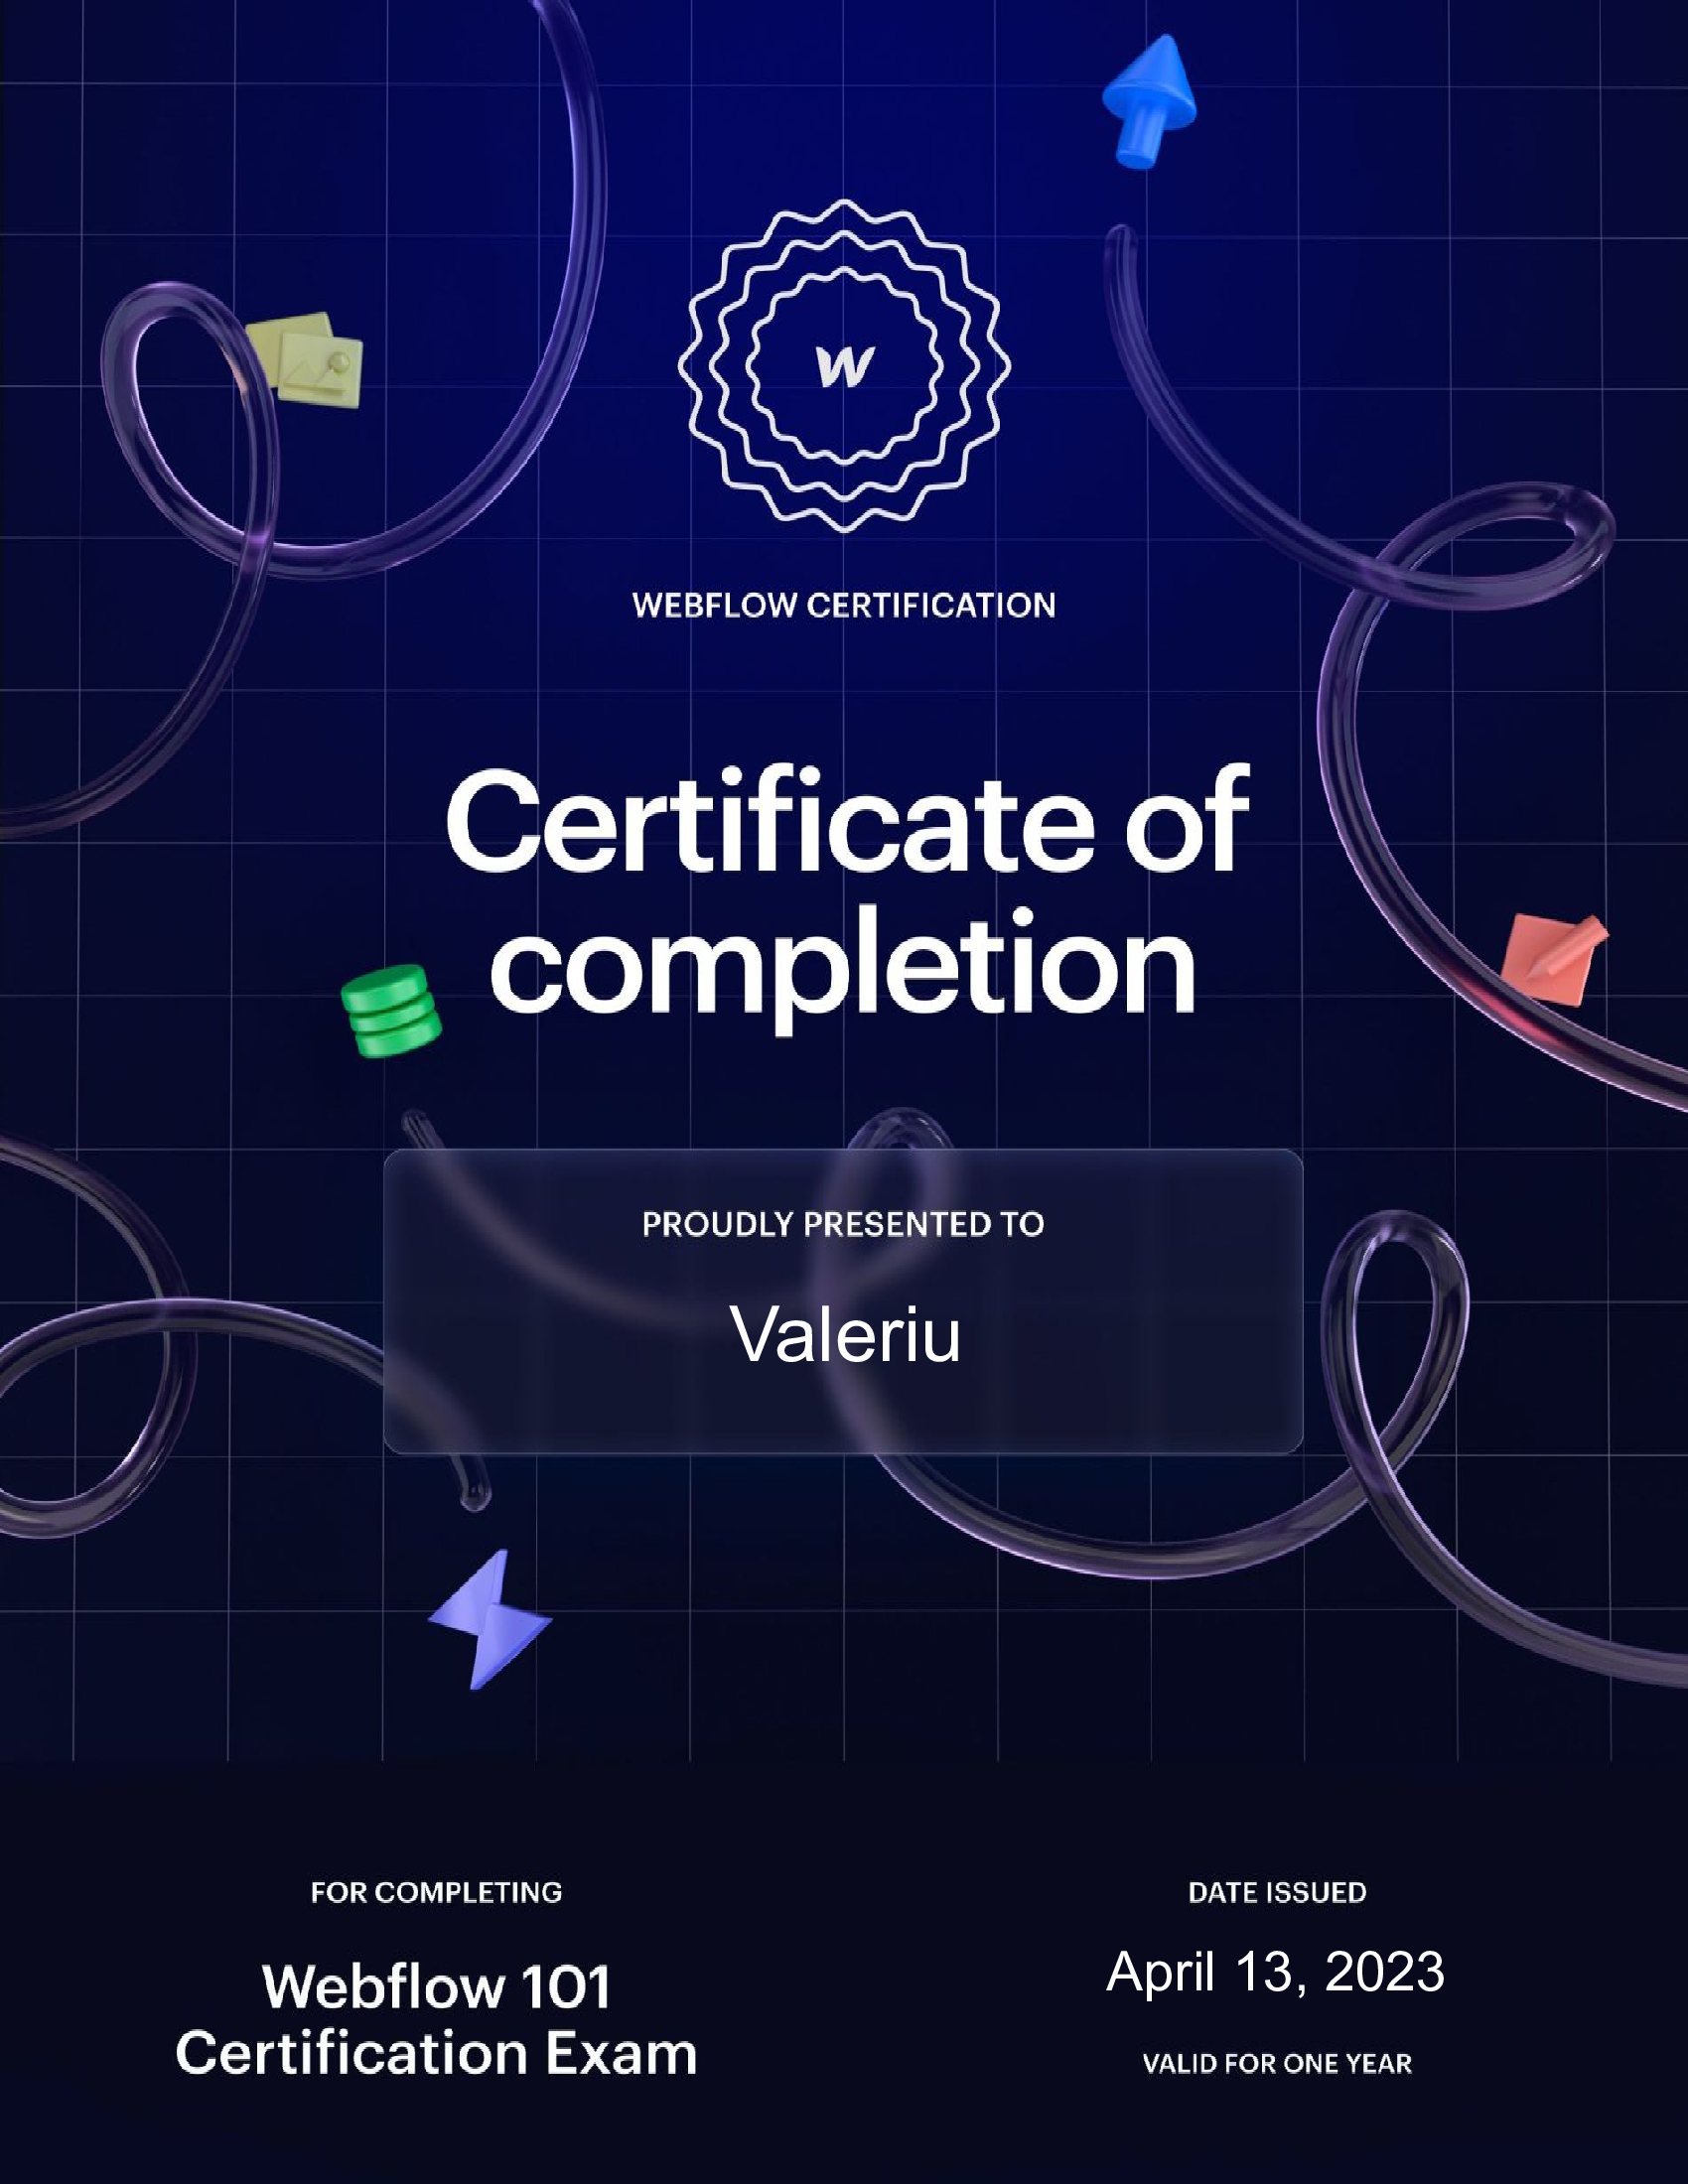 W
WEBFLOW CERTIFICATION
Certificate of
completion
PROUDLY PRESENTED TO
Valeriu
FOR COMPLETING
Webflow 101
Certification Exam
DATE ISSUED
April 13, 2023
VALID FOR ONE YEAR